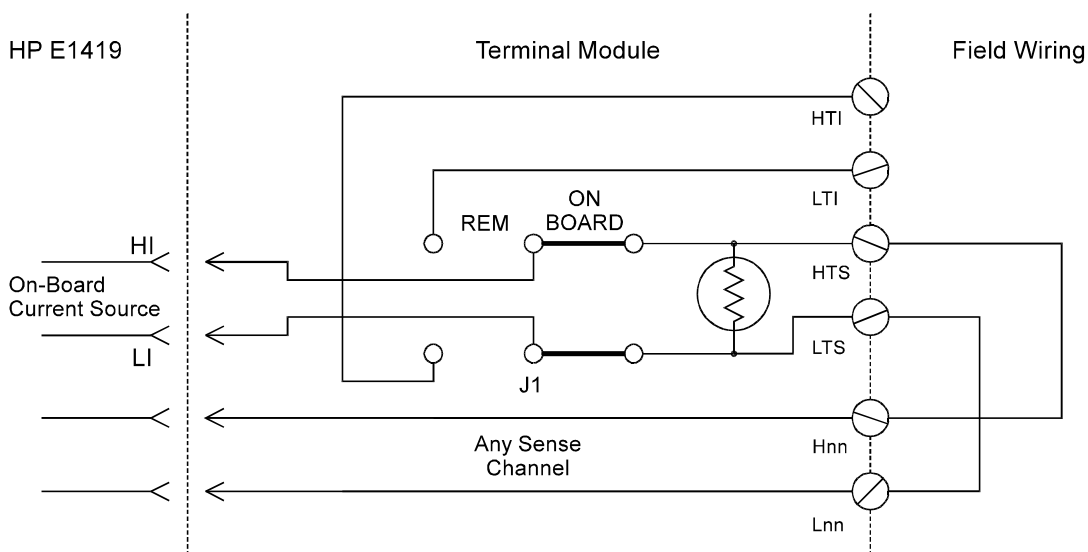 HP E1419
Terminal Module
Field Wiring
HTI
LTI
ON
BOARD
REM
HI
HTS
On-Board
Current Source
LI
LTS
J1
Any Sense
Channel
Hnn
Lnn